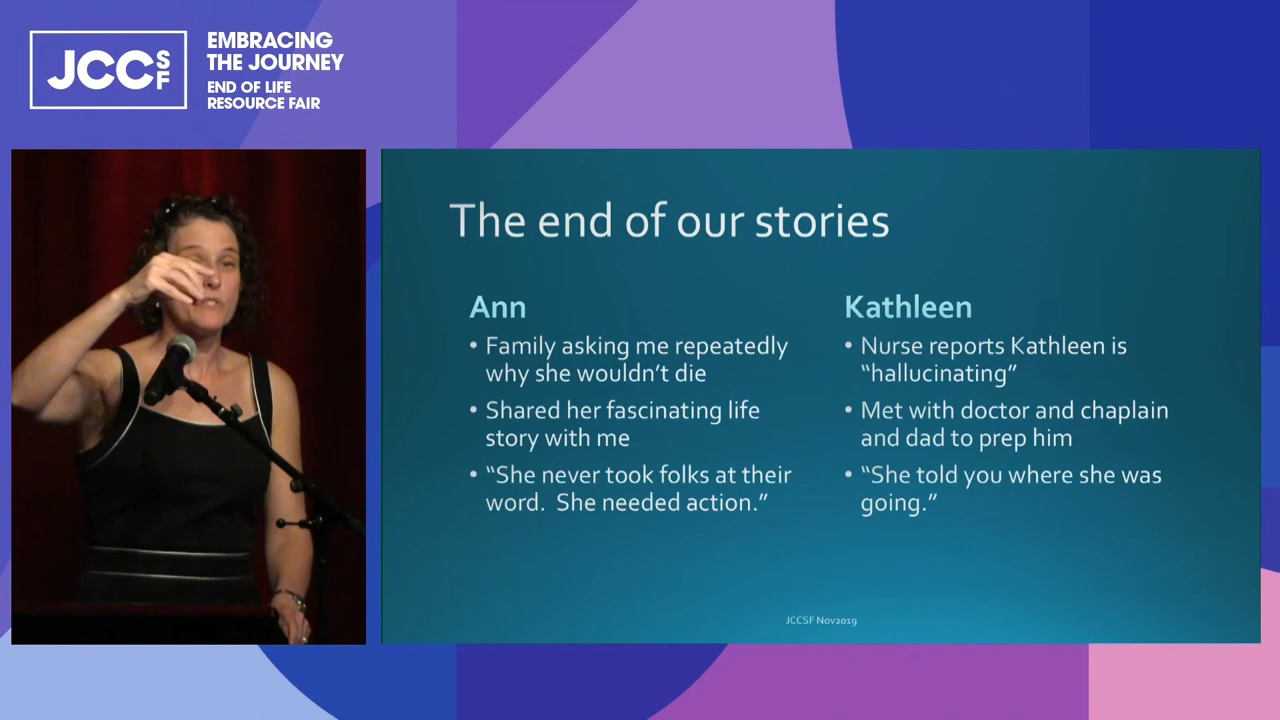 JCCSF
EMBRACING
THE JOURNEY
END OF LIFE
RESOURCE FAIR
The end of our stories
Ann
• Family asking me repeatedly
why she wouldn’t die
• Shared her fascinating life
story with me
• “She never took folks at their
word.  She needed action.”
Kathleen
• Nurse reports Kathleen is
“hallucinating”
• Met with doctor and chaplain
and dad to prep him
• “She told you where she was
going.”
JCCSF Nov2019